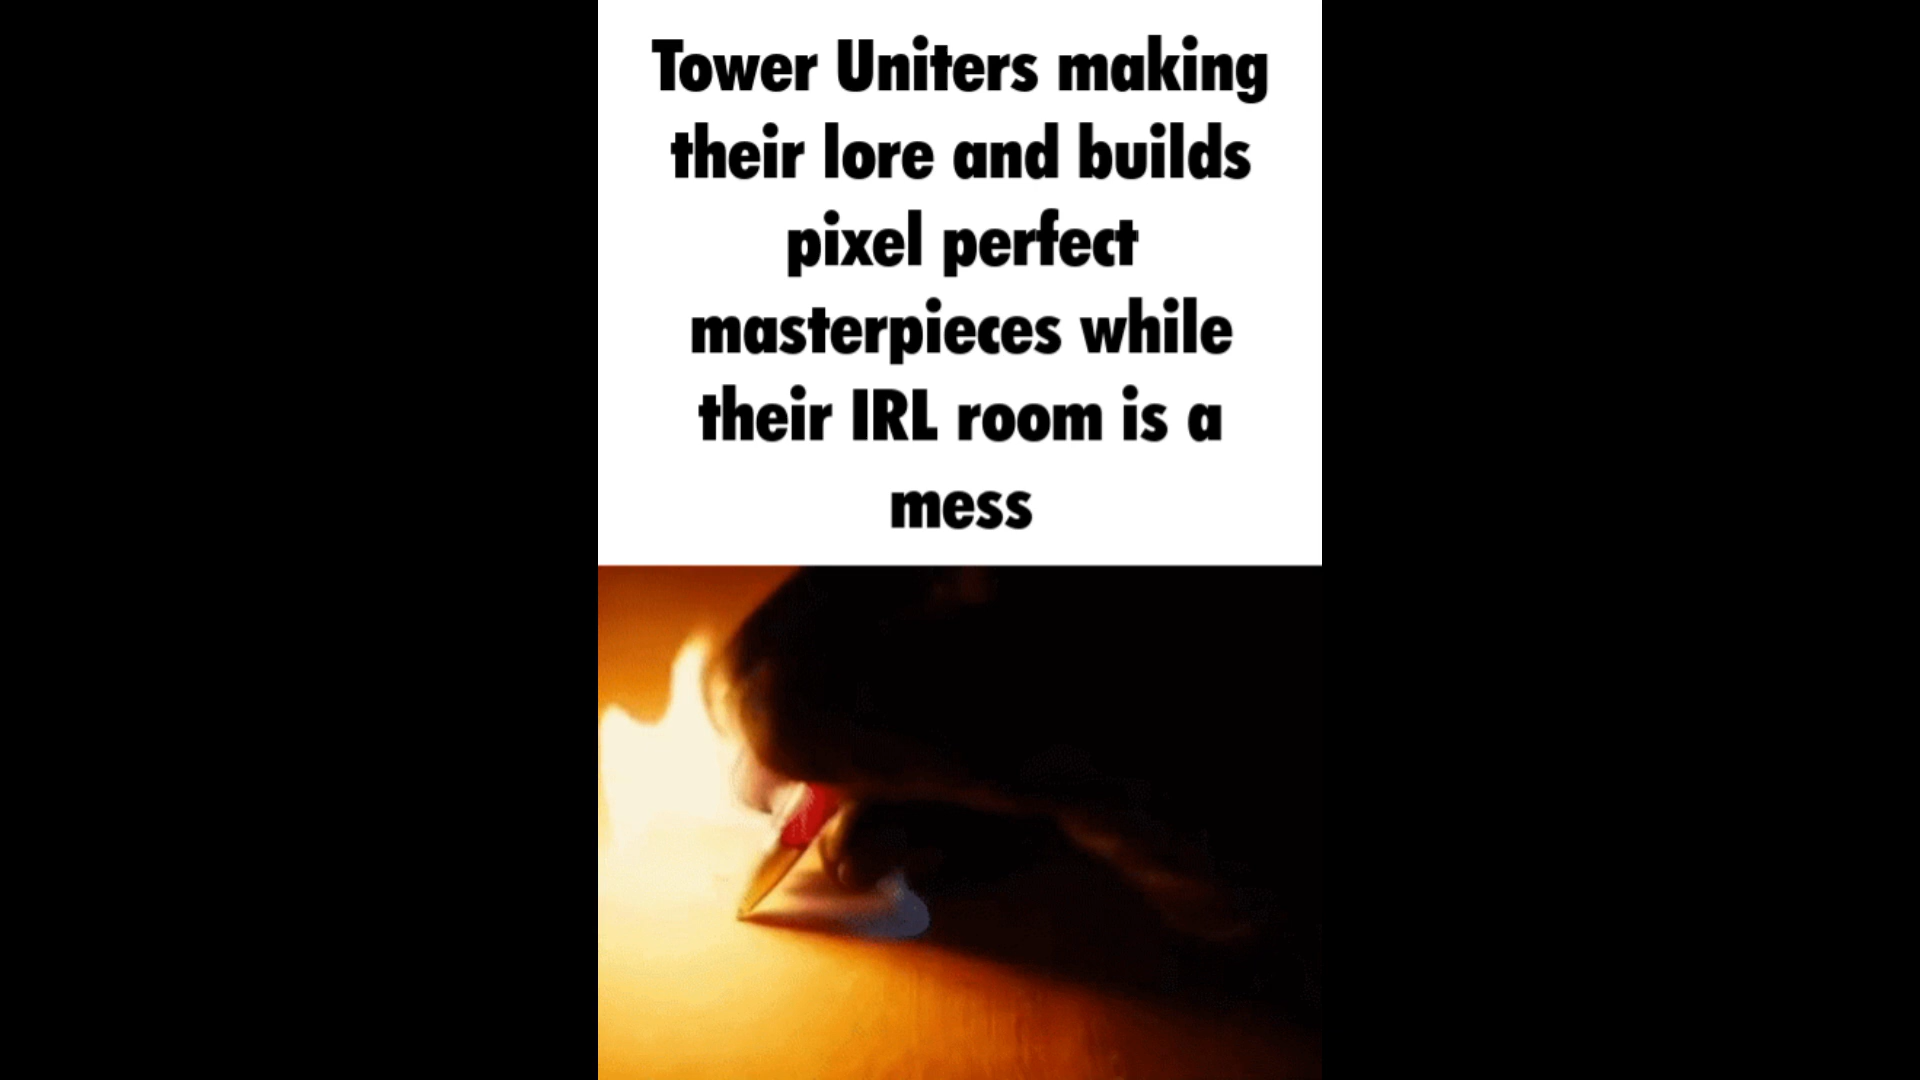 Tower Uniters making
their lore and builds
pixel perfect
masterpieces while
their IRL room is a
mess